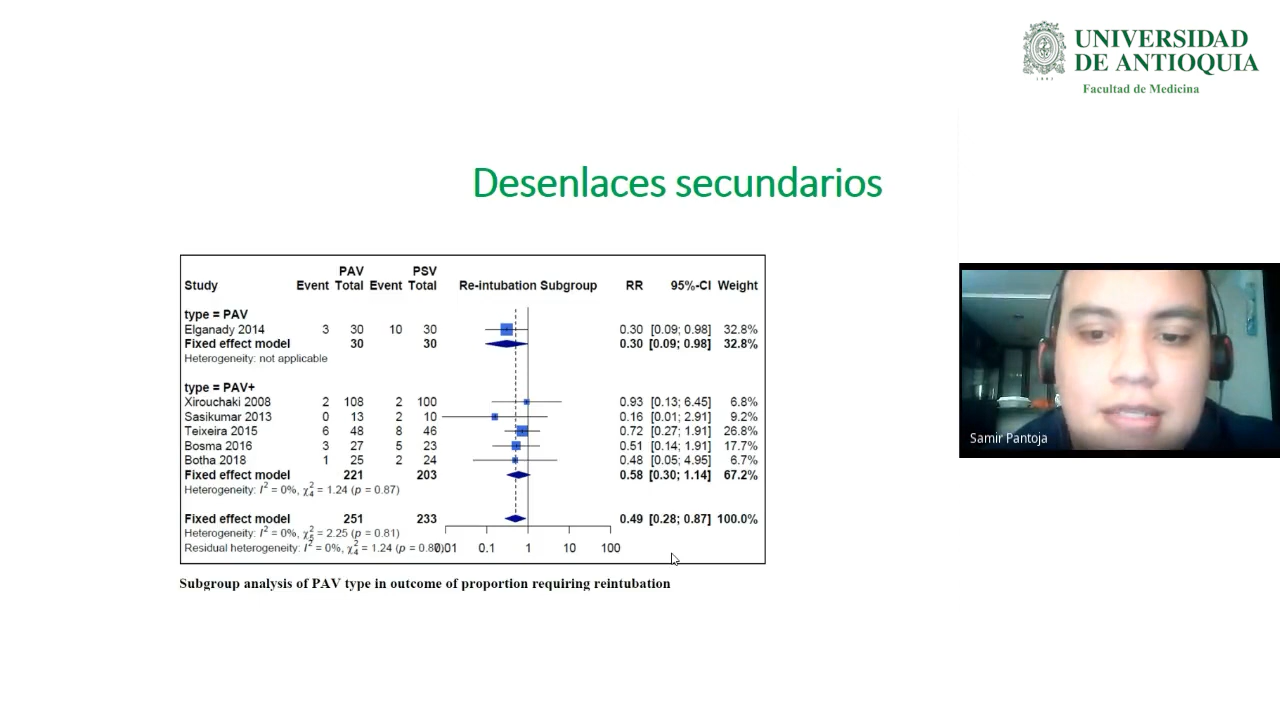 UNIVERSIDAD
DE ANTIOQUIA
1803
Facultad de Medicina
Desenlaces secundarios
PAV PSV
Study Event Total Event Total Re-intubation Subgroup RR 95%-CI Weight
type = PAV
Elganady 2014 3 30 10 30 0.30 [0.09; 0.98] 32.8%
Fixed effect model 30 30 0.30 [0.09; 0.98] 32.8%
Heterogeneity: not applicable
type = PAV+
Xirouchaki 2008 2 108 2 100 0.93 [0.13; 6.45] 6.8%
Sasikumar 2013 0 13 2 10 0.16 [0.01; 2.91] 9.2%
Teixeira 2015 6 48 8 46 0.72 [0.27; 1.91] 26.8%
Bosma 2016 3 27 5 23 0.51 [0.14; 1.91] 17.7%
Botha 2018 1 25 2 24 0.48 [0.05; 4.95] 6.7%
Fixed effect model 221 203 0.58 [0.30; 1.14] 67.2%
Heterogeneity: I² = 0%, χ²₄ = 1.24 (p = 0.87)
Fixed effect model 251 233 0.49 [0.28; 0.87] 100.0%
Heterogeneity: I² = 0%, χ²₅ = 2.25 (p = 0.81)
Residual heterogeneity: I² = 0%, χ²₄ = 1.24 (p = 0.87) 0.01 0.1 1 10 100
Subgroup analysis of PAV type in outcome of proportion requiring reintubation
Samir Pantoja